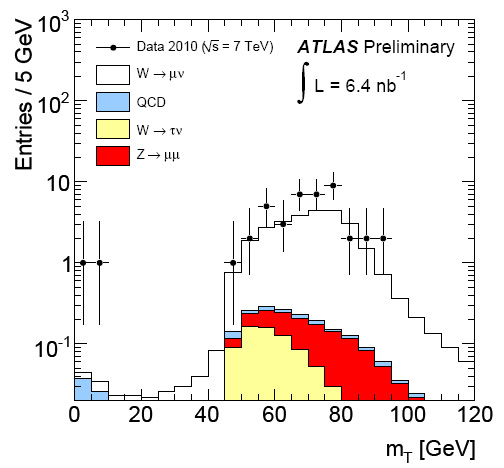 Entries / 5 GeV
10³
10²
10
1
10⁻¹
Data 2010 (√s = 7 TeV)
W → μν
QCD
W → τν
Z → μμ
ATLAS Preliminary
∫ L = 6.4 nb⁻¹
0 20 40 60 80 100 120
m_T [GeV]